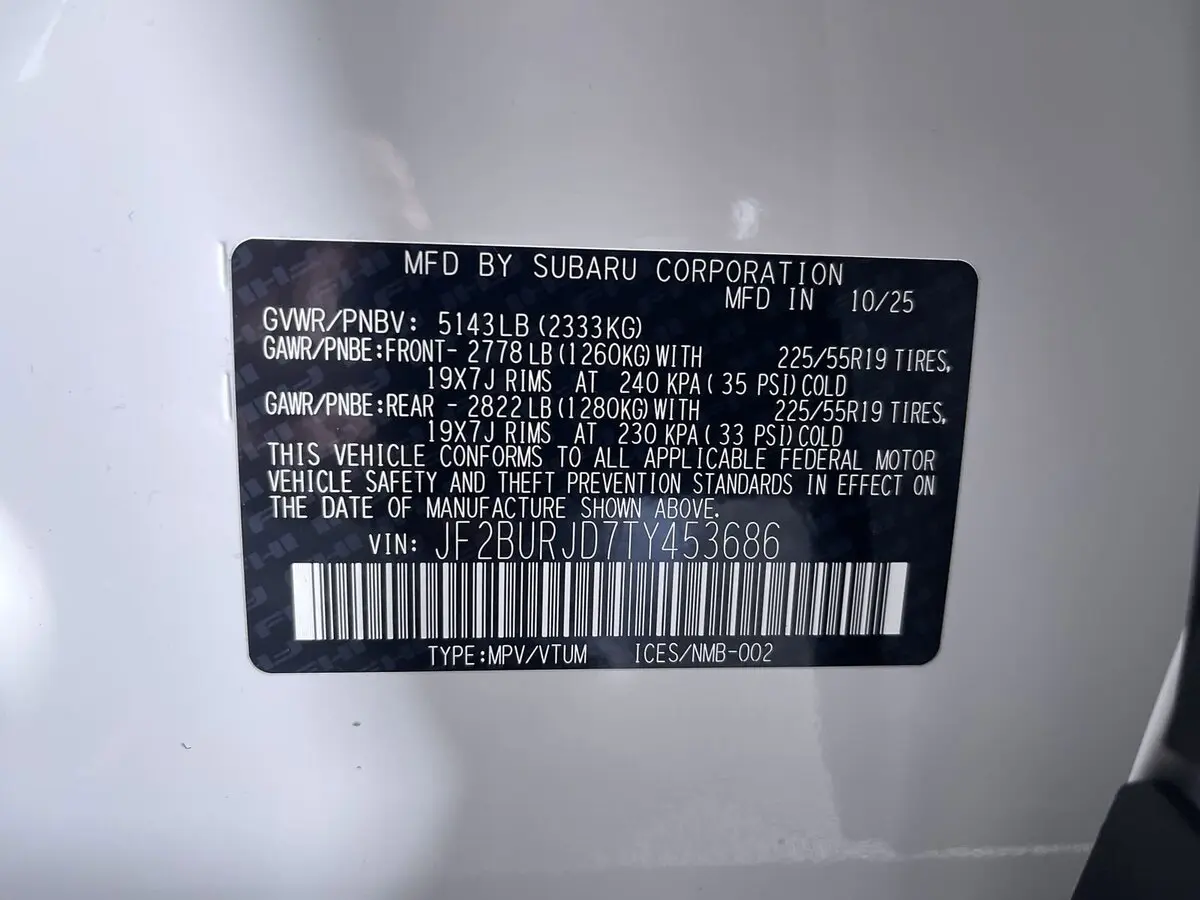 MFD BY SUBARU CORPORATION
MFD IN 10/25
GVWR/PNBV: 5143LB (2333KG)
GAWR/PNBE:FRONT- 2778 LB (1260KG) WITH 225/55R19 TIRES,
19X7J RIMS AT 240 KPA ( 35 PSI) COLD
GAWR/PNBE:REAR - 2822 LB (1280KG) WITH 225/55R19 TIRES,
19X7J RIMS AT 230 KPA ( 33 PSI) COLD
THIS VEHICLE CONFORMS TO ALL APPLICABLE FEDERAL MOTOR
VEHICLE SAFETY AND THEFT PREVENTION STANDARDS IN EFFECT ON
THE DATE OF MANUFACTURE SHOWN ABOVE.
VIN: JF2BURJD7TY453686
TYPE:MPV/VTUM ICES/NMB-002